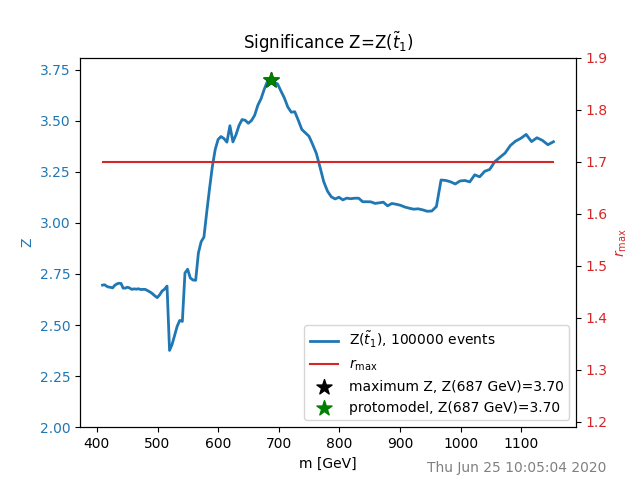 Significance Z=Z(t̃₁)
3.75
3.50
3.25
3.00
2.75
2.50
2.25
2.00
Z
1.9
1.8
1.7
1.6
1.5
1.4
1.3
1.2
r_max
Z(t̃₁), 100000 events
r_max
maximum Z, Z(687 GeV)=3.70
protomodel, Z(687 GeV)=3.70
400 500 600 700 800 900 1000 1100
m [GeV]
Thu Jun 25 10:05:04 2020